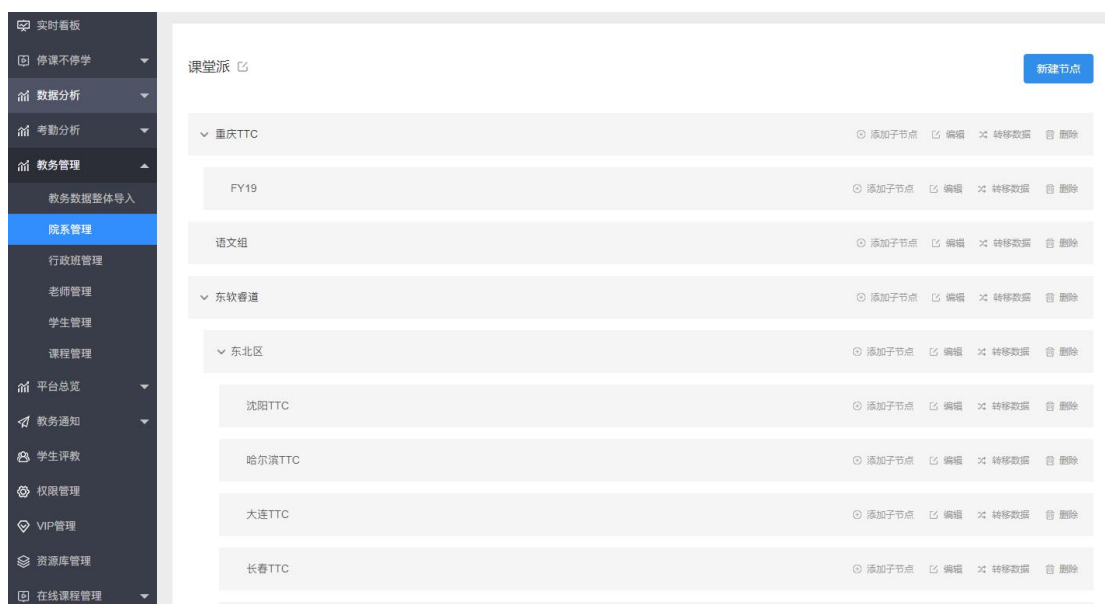 实时看板
停课不停学
数据分析
考勤分析
教务管理
教务数据整体导入
院系管理
行政班管理
老师管理
学生管理
课程管理
平台总览
教务通知
学生评教
权限管理
VIP管理
资源库管理
在线课程管理
课堂派 新建节点
重庆TTC 添加子节点 编辑 转移数据 删除
FY19 添加子节点 编辑 转移数据 删除
语文组 添加子节点 编辑 转移数据 删除
东软睿道 添加子节点 编辑 转移数据 删除
东北区 添加子节点 编辑 转移数据 删除
沈阳TTC 添加子节点 编辑 转移数据 删除
哈尔滨TTC 添加子节点 编辑 转移数据 删除
大连TTC 添加子节点 编辑 转移数据 删除
长春TTC 添加子节点 编辑 转移数据 删除